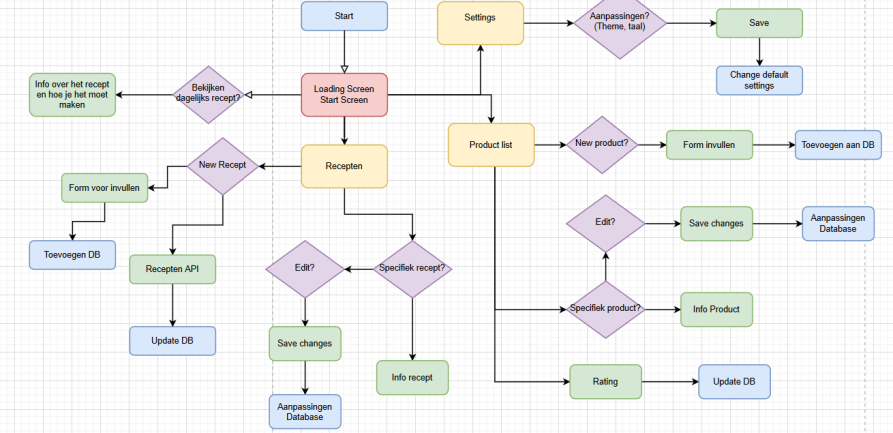 Start
Settings
Aanpassingen?
(Theme, taal)
Save
Change default
settings
Info over het recept
en hoe je het moet
maken
Bekijken
dagelijks recept?
Loading Screen
Start Screen
Product list
New product?
Form invullen
Toevoegen aan DB
New Recept
Recepten
Form voor invullen
Toevoegen DB
Recepten API
Update DB
Edit?
Specifiek recept?
Save changes
Info recept
Aanpassingen
Database
Edit?
Save changes
Aanpassingen
Database
Specifiek product?
Info Product
Rating
Update DB